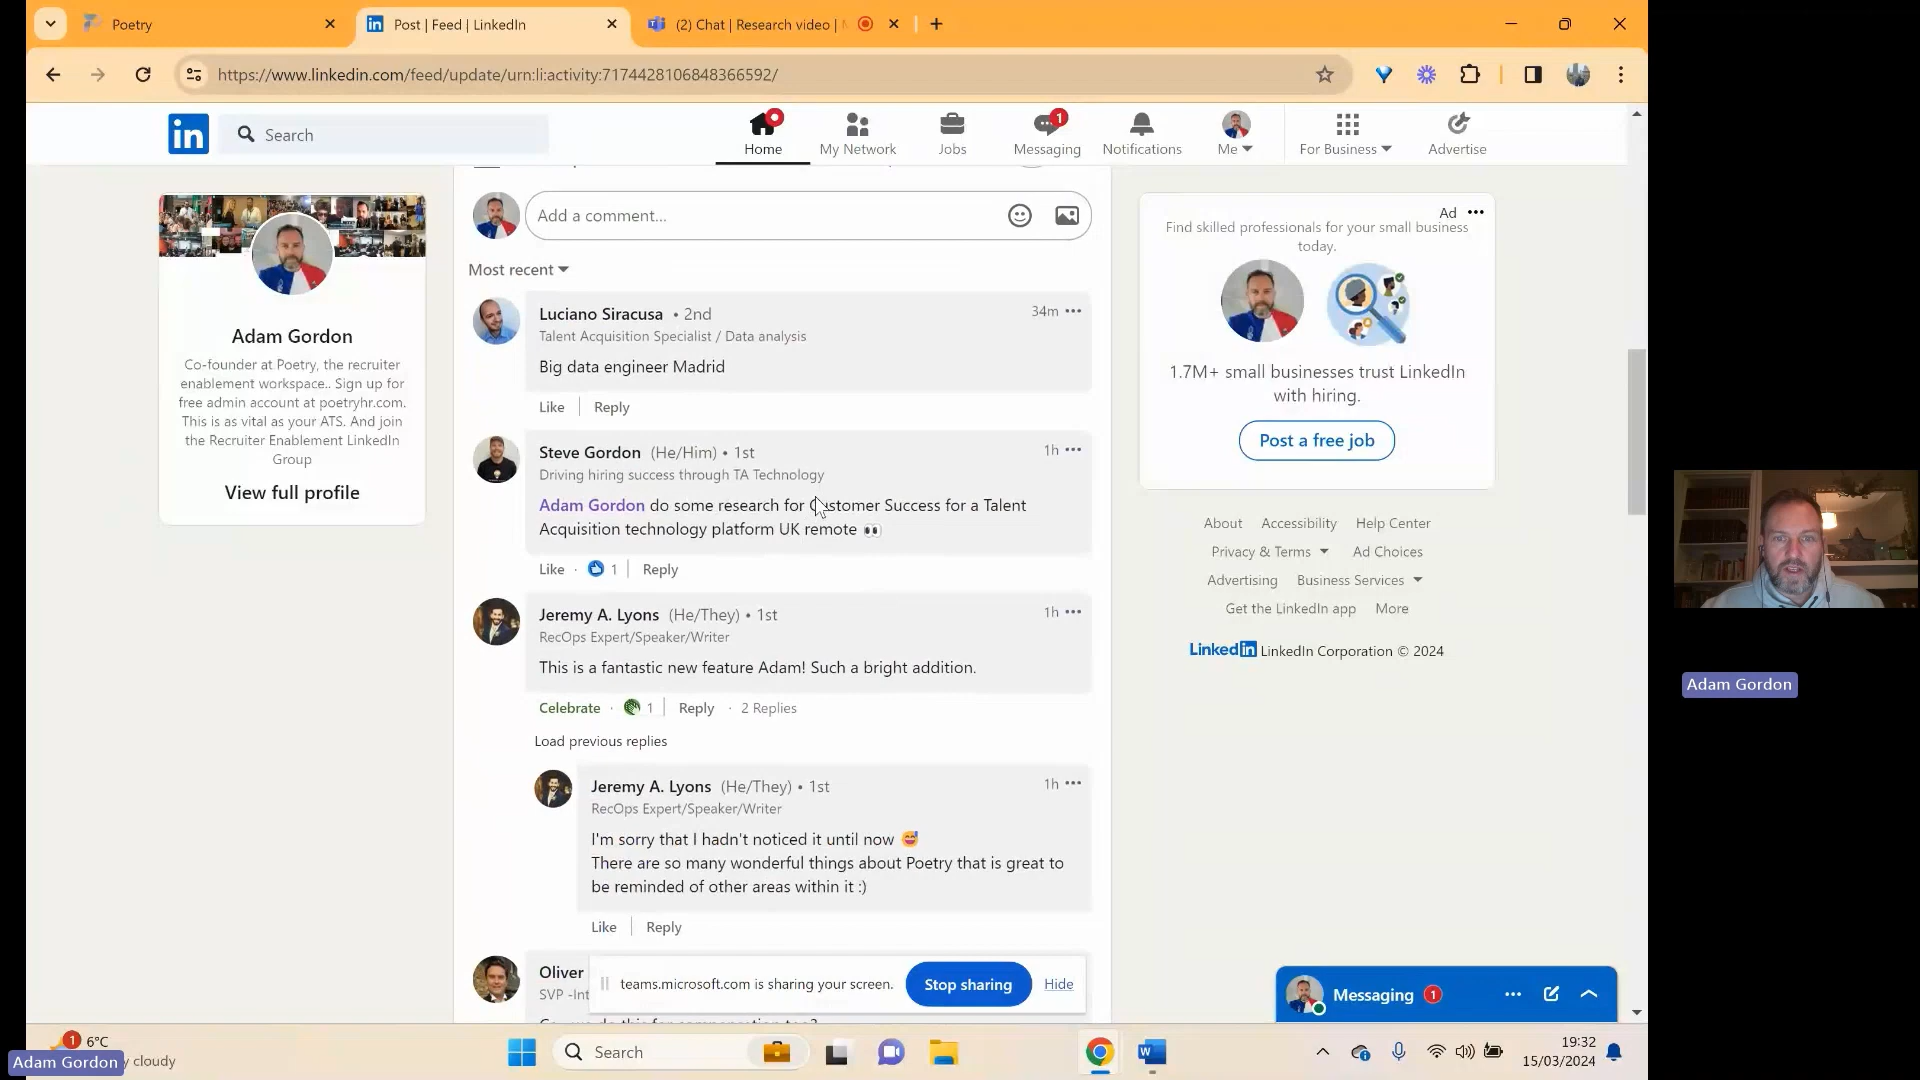 Poetry
Post | Feed | LinkedIn
(2) Chat | Research video |
https://www.linkedin.com/feed/update/urn:li:activity:7174428106848366592/
in
Search
Home
My Network
Jobs
1
Messaging
Notifications
Me
For Business
Advertise
Adam Gordon
Co-founder at Poetry, the recruiter
enablement workspace.. Sign up for
free admin account at poetryhr.com.
This is as vital as your ATS. And join
the Recruiter Enablement LinkedIn
Group
View full profile
Add a comment...
Most recent
Luciano Siracusa • 2nd
34m
Talent Acquisition Specialist / Data analysis
Big data engineer Madrid
Like
Reply
Steve Gordon (He/Him) • 1st
1h
Driving hiring success through TA Technology
Adam Gordon do some research for Customer Success for a Talent
Acquisition technology platform UK remote 👀
Like · 1
Reply
Jeremy A. Lyons (He/They) • 1st
1h
RecOps Expert/Speaker/Writer
This is a fantastic new feature Adam! Such a bright addition.
Celebrate · 1
Reply · 2 Replies
Load previous replies
Jeremy A. Lyons (He/They) • 1st
1h
RecOps Expert/Speaker/Writer
I'm sorry that I hadn't noticed it until now 😅
There are so many wonderful things about Poetry that is great to
be reminded of other areas within it :)
Like
Reply
Oliver
SVP -Int
teams.microsoft.com is sharing your screen.
Stop sharing
Hide
Ad
Find skilled professionals for your small business
today.
1.7M+ small businesses trust LinkedIn
with hiring.
Post a free job
About
Accessibility
Help Center
Privacy & Terms
Ad Choices
Advertising
Business Services
Get the LinkedIn app
More
LinkedIn LinkedIn Corporation © 2024
Messaging 1
Adam Gordon
1
6°C
cloudy
Adam Gordon
Search
19:32
15/03/2024